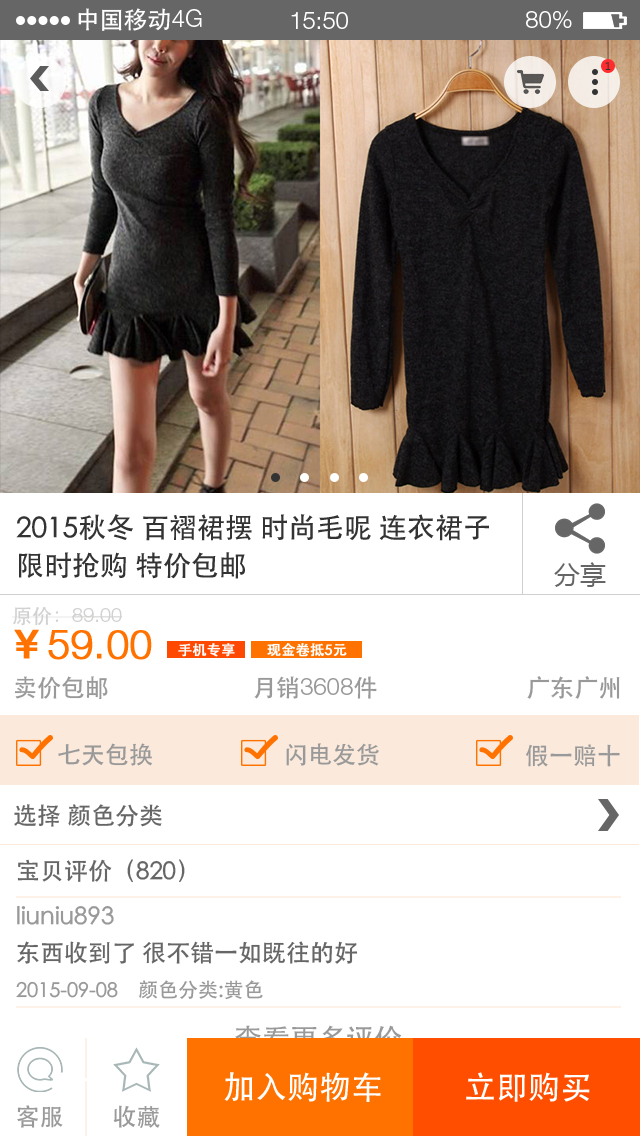 中国移动4G 15:50 80%
1
2015秋冬 百褶裙摆 时尚毛呢 连衣裙子
限时抢购 特价包邮
分享
原价：89.00
¥59.00 手机专享 现金卷抵5元
卖价包邮 月销3608件 广东广州
七天包换 闪电发货 假一赔十
选择 颜色分类
宝贝评价（820）
liuniu893
东西收到了 很不错一如既往的好
2015-09-08 颜色分类:黄色
查看更多评价
客服 收藏 加入购物车 立即购买